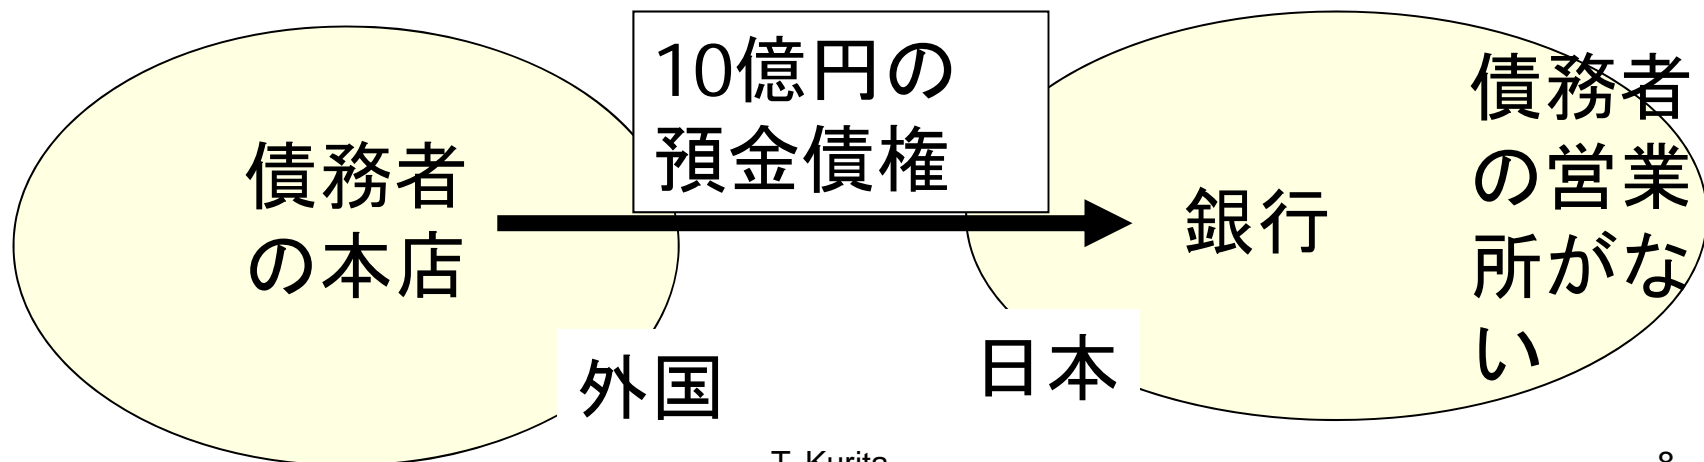 10億円の
預金債権
債務者
の本店
銀行
債務者
の営業
所がな
い
外国
日本
T. Kurita
8